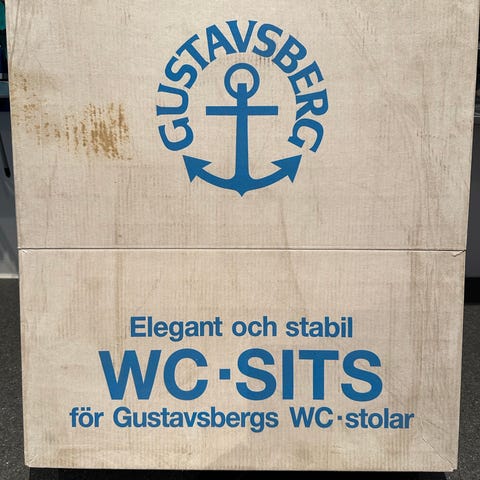 GUSTAVSBERG
Elegant och stabil
WC·SITS
för Gustavsbergs WC·stolar